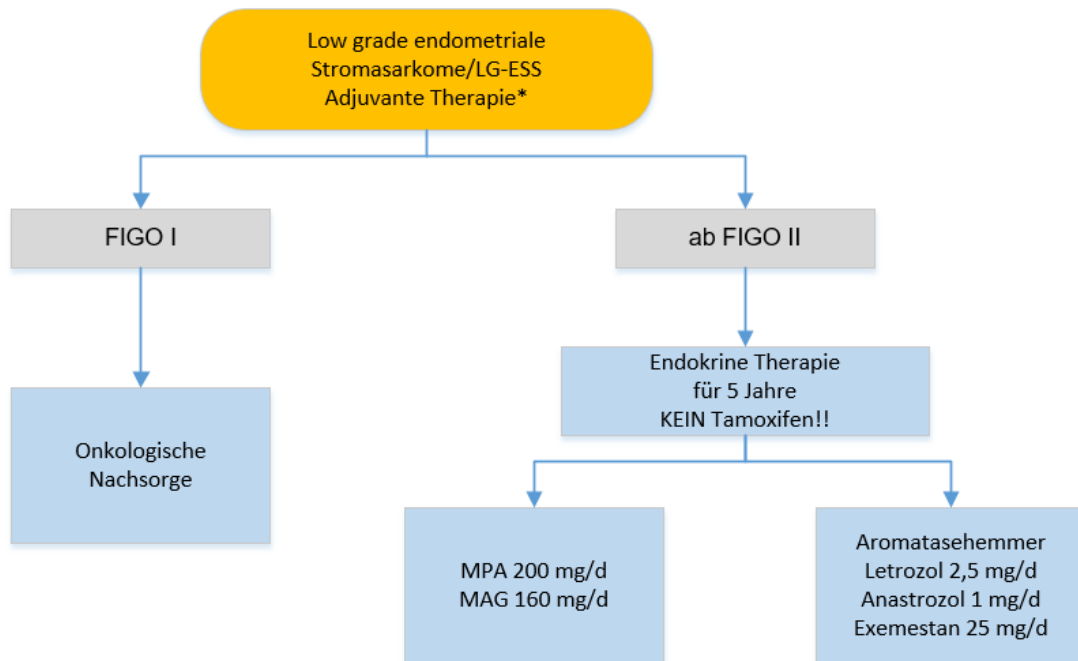 Low grade endometriale
Stromasarkome/LG-ESS
Adjuvante Therapie*
FIGO I
ab FIGO II
Endokrine Therapie
für 5 Jahre
KEIN Tamoxifen!!
Onkologische
Nachsorge
MPA 200 mg/d
MAG 160 mg/d
Aromatasehemmer
Letrozol 2,5 mg/d
Anastrozol 1 mg/d
Exemestan 25 mg/d